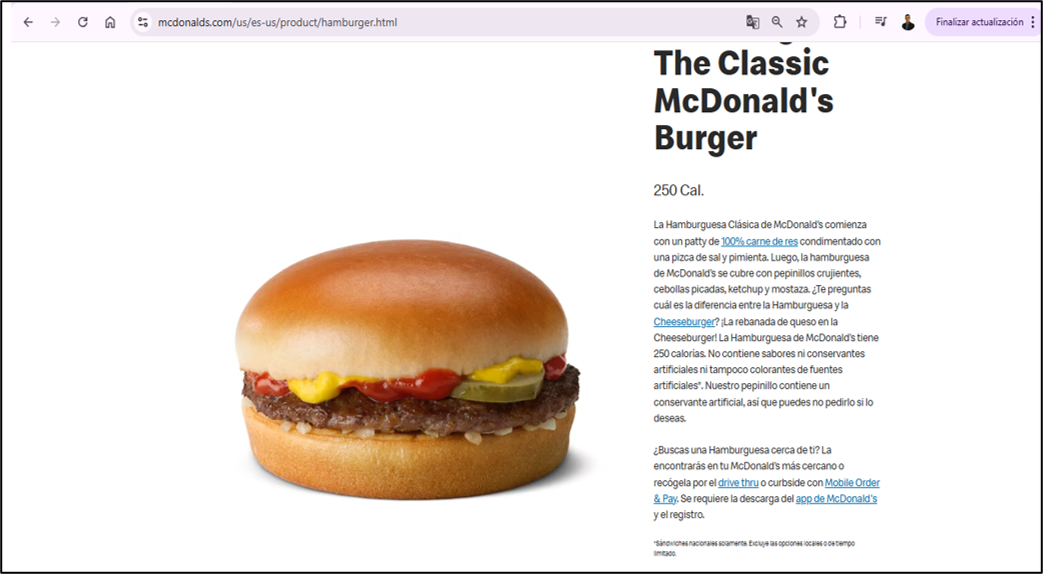 mcdonalds.com/us/es-us/product/hamburger.html
Finalizar actualización
The Classic
McDonald's
Burger
250 Cal.
La Hamburguesa Clásica de McDonald's comienza
con un patty de 100% carne de res condimentado con
una pizca de sal y pimienta. Luego, la hamburguesa
de McDonald's se cubre con pepinillos crujientes,
cebollas picadas, ketchup y mostaza. ¿Te preguntas
cuál es la diferencia entre la Hamburguesa y la
Cheeseburger? ¡La rebanada de queso en la
Cheeseburger! La Hamburguesa de McDonald's tiene
250 calorías. No contiene sabores ni conservantes
artificiales ni tampoco colorantes de fuentes
artificiales*. Nuestro pepinillo contiene un
conservante artificial, así que puedes no pedirlo si lo
deseas.
¿Buscas una Hamburguesa cerca de ti? La
encontrarás en tu McDonald's más cercano o
recógela por el drive thru o curbside con Mobile Order
& Pay. Se requiere la descarga del app de McDonald's
y el registro.
*Sándwiches nacionales solamente. Excluye las opciones locales o de tiempo
limitado.